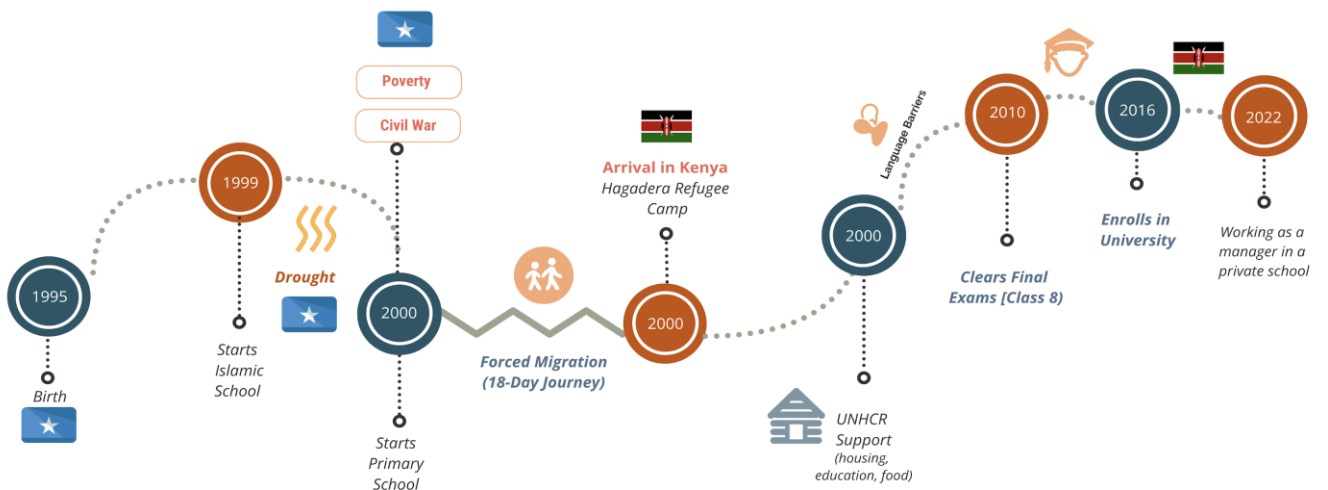 1995
Birth
1999
Starts
Islamic
School
Drought
Poverty
Civil War
2000
Starts
Primary
School
Forced Migration
(18-Day Journey)
Arrival in Kenya
Hagadera Refugee
Camp
2000
2000
UNHCR
Support
(housing,
education, food)
Language Barriers
2010
Clears Final
Exams [Class 8)
2016
Enrolls in
University
2022
Working as a
manager in a
private school